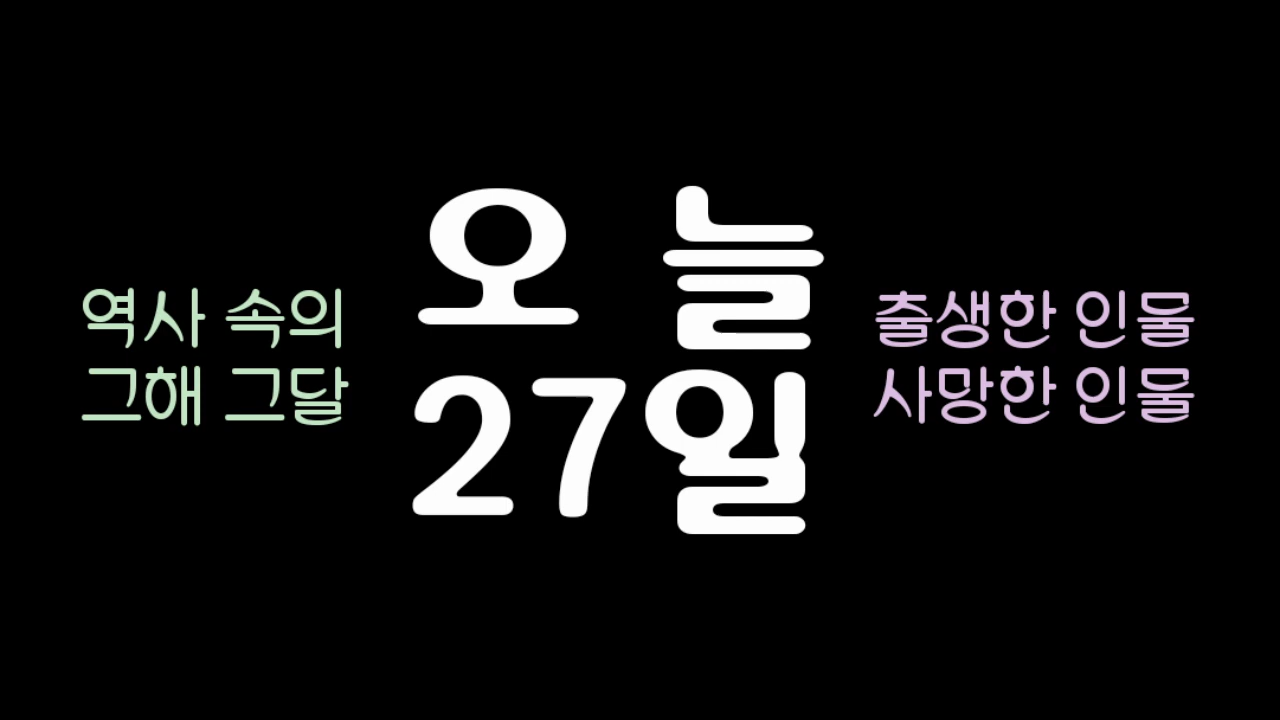 역사 속의
그해 그달
오 늘
27일
출생한 인물
사망한 인물